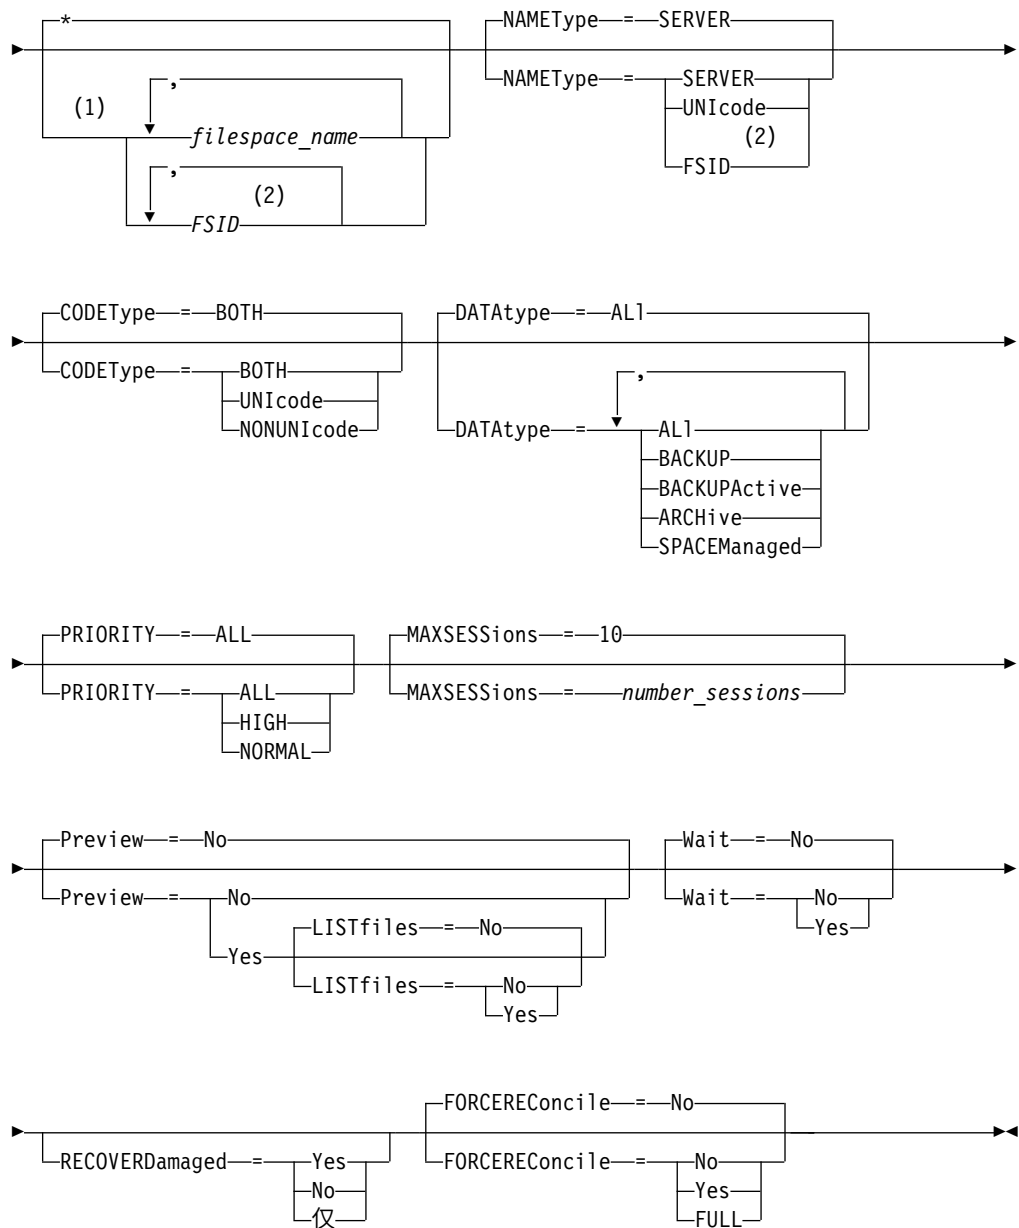 *
NAMEType = SERVER
NAMEType = SERVER
(1)
,
UNIcode
filespace_name
(2)
,
FSID
(2)
FSID
CODEType = BOTH
DATAtype = ALl
CODEType = BOTH
,
UNIcode
NONUNIcode
DATAtype = ALl
BACKUP
BACKUPActive
ARCHive
SPACEManaged
PRIORITY = ALL
MAXSESSions = 10
PRIORITY = ALL
MAXSESSions = number_sessions
HIGH
NORMAL
Preview = No
Wait = No
Preview = No
Wait = No
LISTfiles = No
Yes
Yes
LISTfiles = No
Yes
FORCEREConcile = No
RECOVERDamaged = Yes
FORCEREConcile = No
No
Yes
仅
FULL